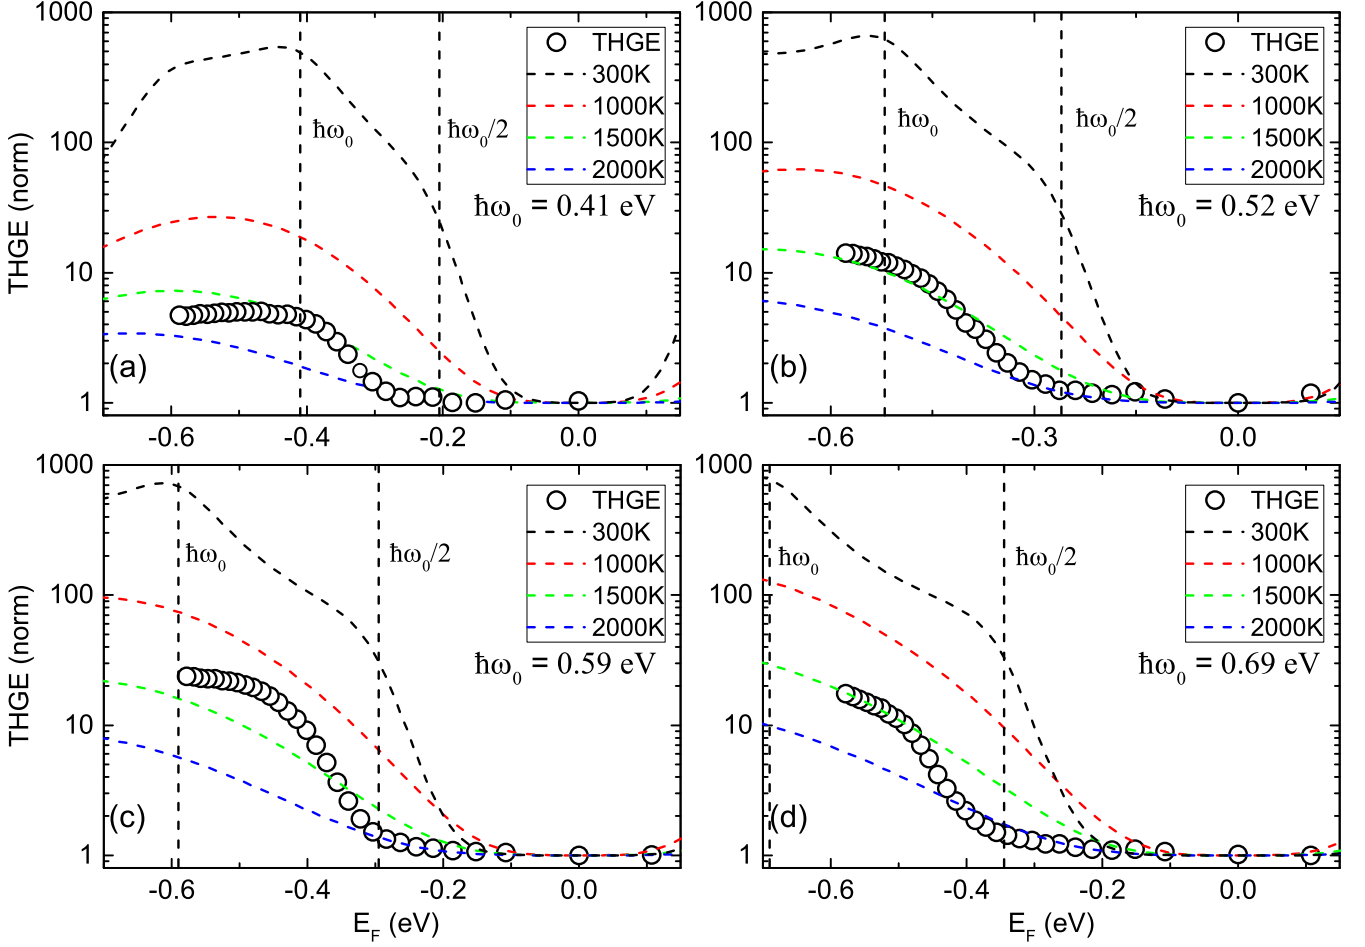 THGE (norm)
1000
100
10
1
-0.6
-0.4
-0.2
0.0
(a)
ħω₀
ħω₀/2
THGE
300K
1000K
1500K
2000K
ħω₀ = 0.41 eV
1000
100
10
1
-0.6
-0.3
0.0
(b)
ħω₀
ħω₀/2
THGE
300K
1000K
1500K
2000K
ħω₀ = 0.52 eV
THGE (norm)
1000
100
10
1
-0.6
-0.4
-0.2
0.0
E_F (eV)
(c)
ħω₀
ħω₀/2
THGE
300K
1000K
1500K
2000K
ħω₀ = 0.59 eV
1000
100
10
1
-0.6
-0.4
-0.2
0.0
E_F (eV)
(d)
ħω₀
ħω₀/2
THGE
300K
1000K
1500K
2000K
ħω₀ = 0.69 eV